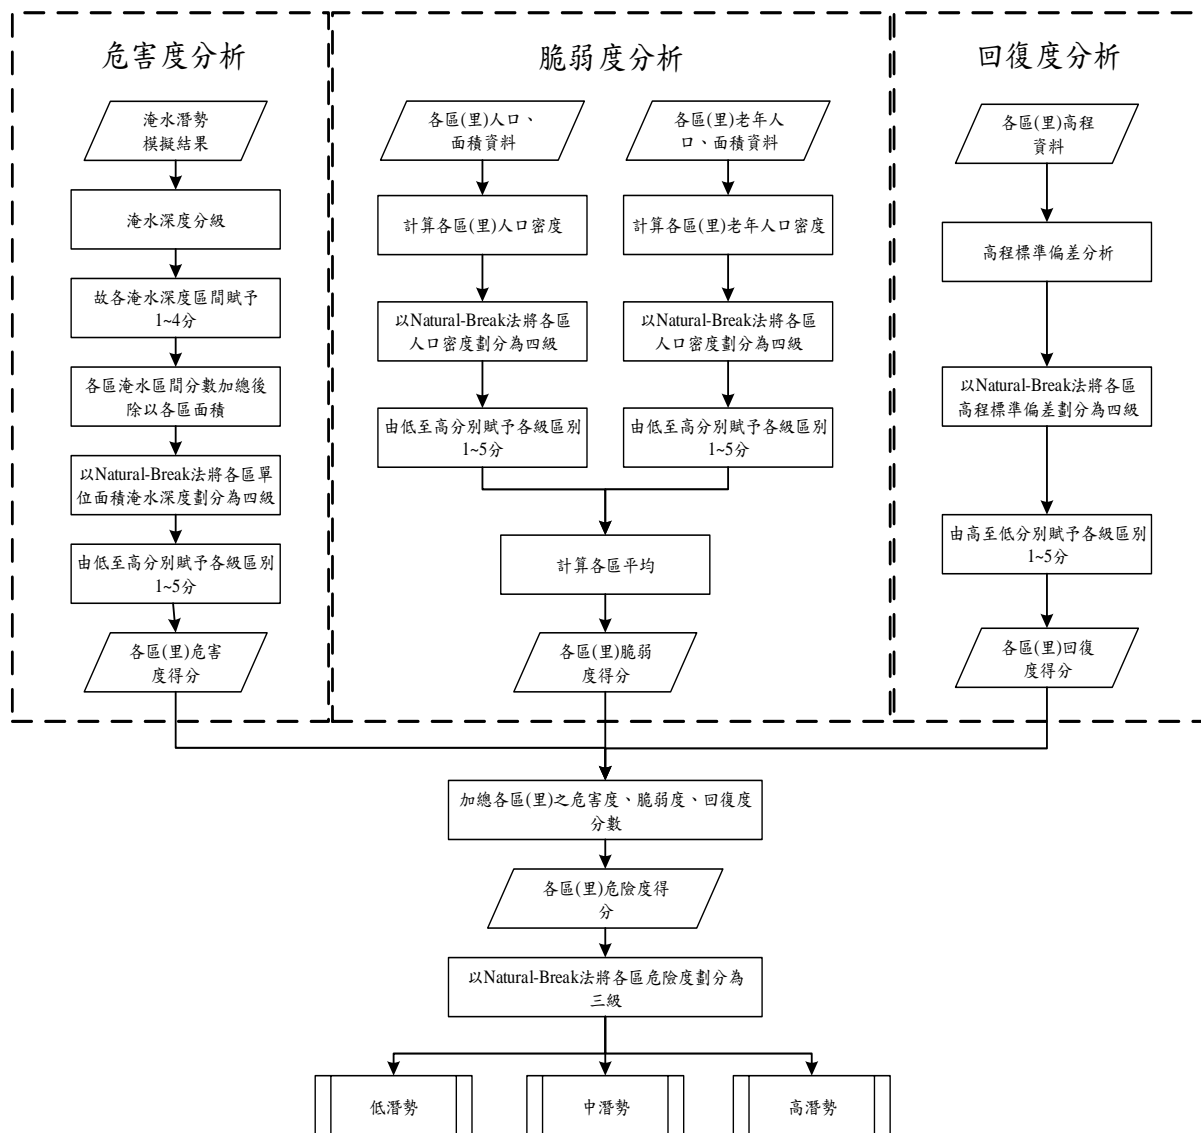 危害度分析
淹水潛勢
模擬結果
淹水深度分級
故各淹水深度區間賦予
1~4分
各區淹水區間分數加總後
除以各區面積
以Natural-Break法將各區單
位面積淹水深度劃分為四級
由低至高分別賦予各級區別
1~5分
各區(里)危害
度得分
脆弱度分析
各區(里)人口、
面積資料
計算各區(里)人口密度
以Natural-Break法將各區
人口密度劃分為四級
由低至高分別賦予各級區別
1~5分
各區(里)老年人
口、面積資料
計算各區(里)老年人口密度
以Natural-Break法將各區
人口密度劃分為四級
由低至高分別賦予各級區別
1~5分
計算各區平均
各區(里)脆弱
度得分
回復度分析
各區(里)高程
資料
高程標準偏差分析
以Natural-Break法將各區
高程標準偏差劃分為四級
由高至低分別賦予各級區別
1~5分
各區(里)回復
度得分
加總各區(里)之危害度、脆弱度、回復度
分數
各區(里)危險度得
分
以Natural-Break法將各區危險度劃分為
三級
低潛勢
中潛勢
高潛勢